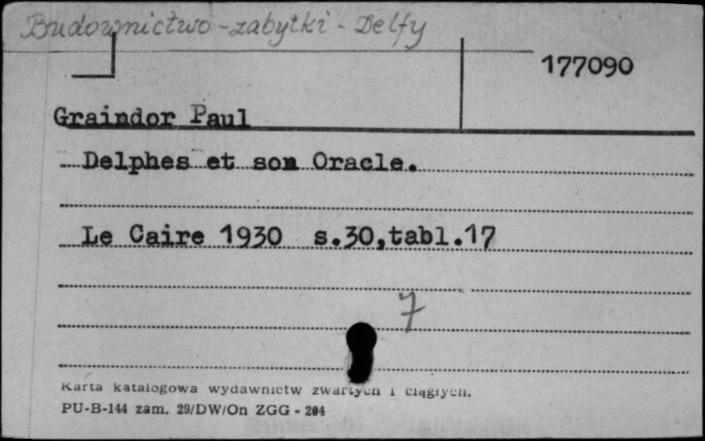 Budownictwo - zabytki - Delfy
177090
Graindor Paul
Delphes et son Oracle.
Le Caire 1930 s.30,tabl.17
7
Karta katalogowa wydawnictw zwartych i ciągłych.
PU-B-144 zam. 29/DW/On ZGG - 204